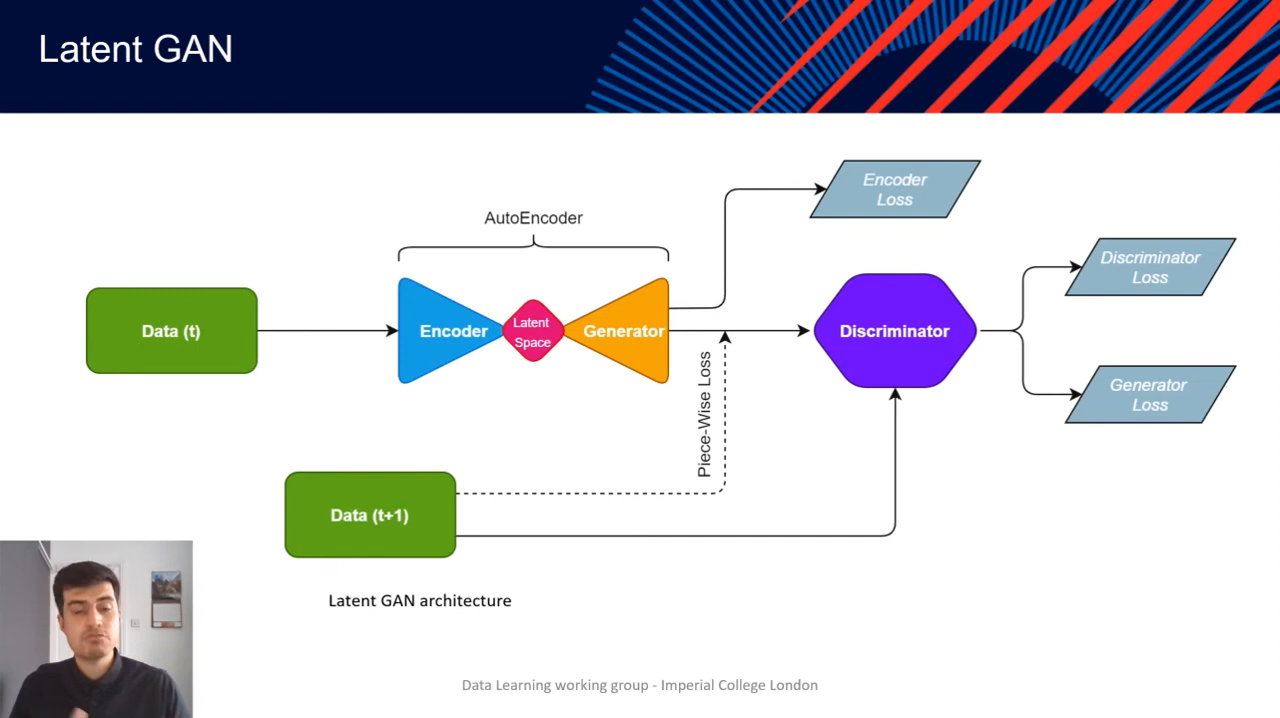 Latent GAN
AutoEncoder
Encoder
Loss
Discriminator
Loss
Data (t)
Encoder
Latent
Space
Generator
Discriminator
Piece-Wise Loss
Generator
Loss
Data (t+1)
Latent GAN architecture
Data Learning working group - Imperial College London